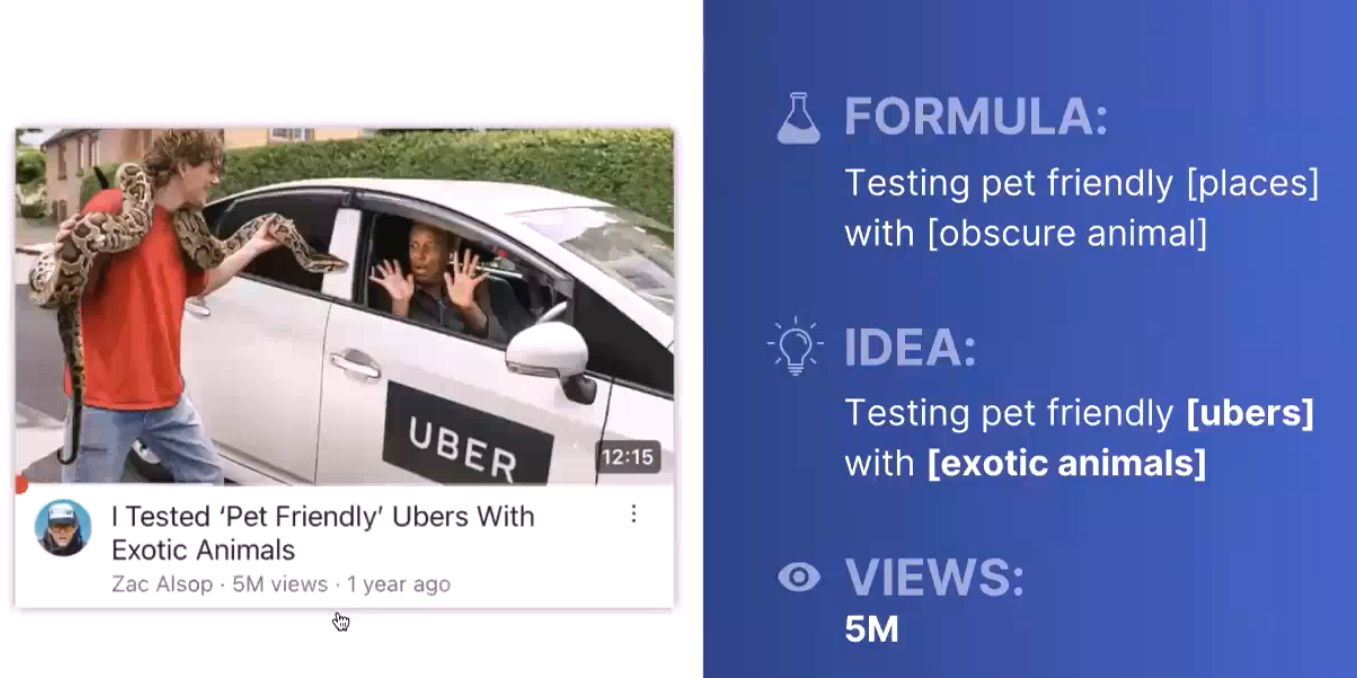 UBER
12:15
I Tested ‘Pet Friendly’ Ubers With
Exotic Animals
Zac Alsop · 5M views · 1 year ago
FORMULA:
Testing pet friendly [places]
with [obscure animal]
IDEA:
Testing pet friendly [ubers]
with [exotic animals]
VIEWS:
5M